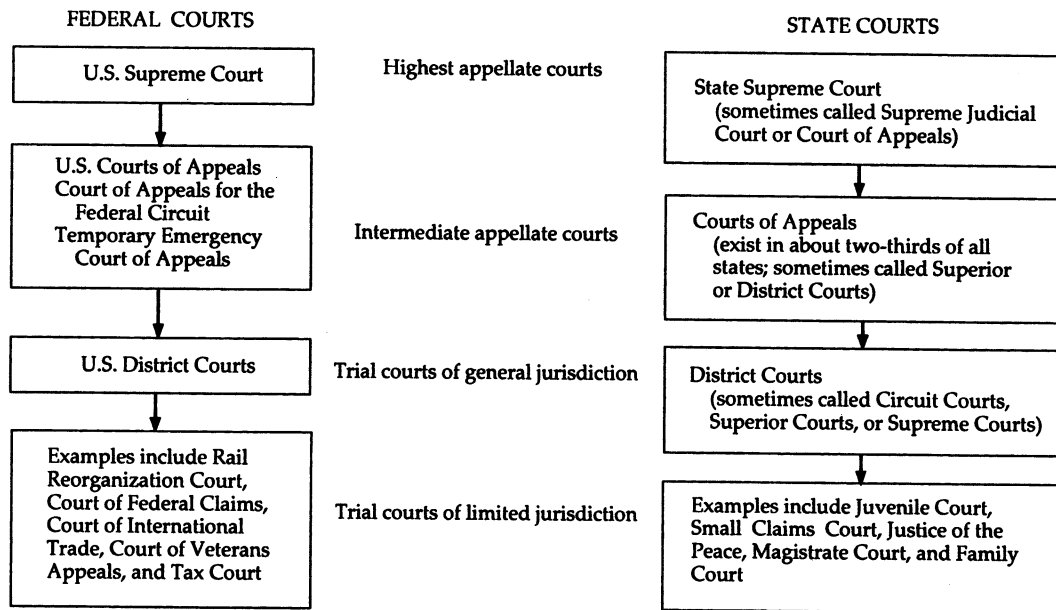 FEDERAL COURTS
STATE COURTS
U.S. Supreme Court
Highest appellate courts
State Supreme Court
(sometimes called Supreme Judicial
Court or Court of Appeals)
U.S. Courts of Appeals
Court of Appeals for the
Federal Circuit
Temporary Emergency
Court of Appeals
Intermediate appellate courts
Courts of Appeals
(exist in about two-thirds of all
states; sometimes called Superior
or District Courts)
U.S. District Courts
Trial courts of general jurisdiction
District Courts
(sometimes called Circuit Courts,
Superior Courts, or Supreme Courts)
Examples include Rail
Reorganization Court,
Court of Federal Claims,
Court of International
Trade, Court of Veterans
Appeals, and Tax Court
Trial courts of limited jurisdiction
Examples include Juvenile Court,
Small Claims Court, Justice of the
Peace, Magistrate Court, and Family
Court